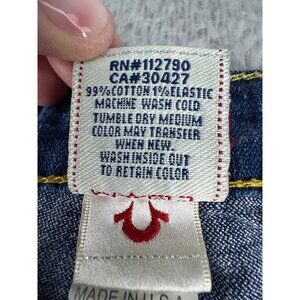 RN#112790
CA#30427
99%COTTON 1%ELASTIC
MACHINE WASH COLD
TUMBLE DRY MEDIUM
COLOR MAY TRANSFER
WHEN NEW.
WASH INSIDE OUT
TO RETAIN COLOR
MADE IN U.S.A